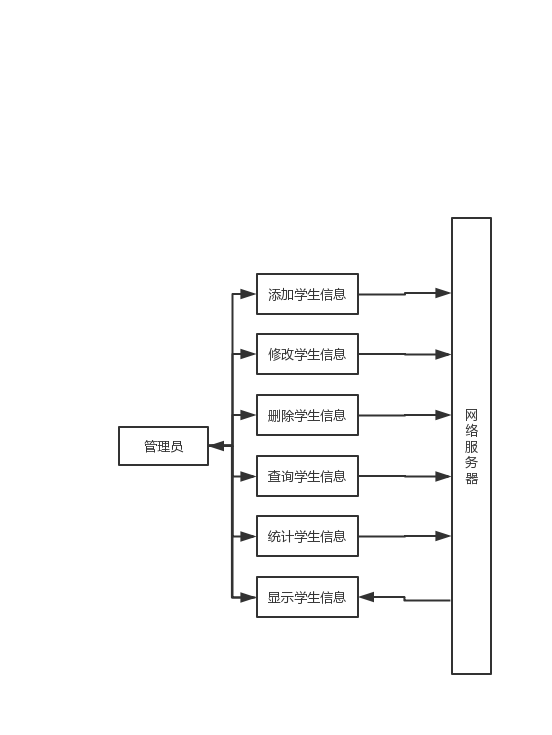 添加学生信息
修改学生信息
删除学生信息
管理员
查询学生信息
统计学生信息
显示学生信息
网络服务器